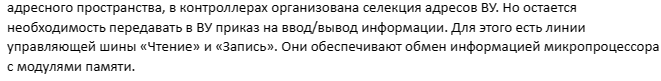 адресного пространства, в контроллерах организована селекция адресов ВУ. Но остается
необходимость передавать в ВУ приказ на ввод/вывод информации. Для этого есть линии
управляющей шины «Чтение» и «Запись». Они обеспечивают обмен информацией микропроцессора
с модулями памяти.